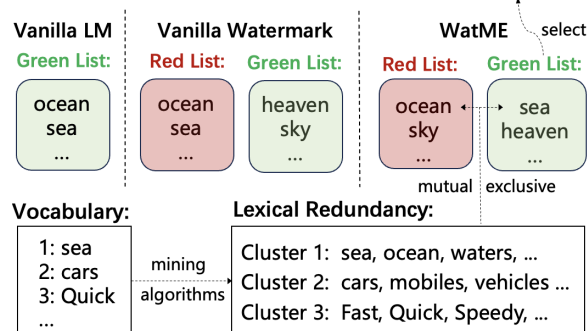 Vanilla LM
Vanilla Watermark
WatME
select
Green List:
Red List:
Green List:
Red List:
Green List:
ocean
sea
...
ocean
sea
...
heaven
sky
...
ocean
sky
...
sea
heaven
...
mutual exclusive
Vocabulary:
Lexical Redundancy:
1: sea
2: cars
3: Quick
...
mining
algorithms
Cluster 1: sea, ocean, waters, ...
Cluster 2: cars, mobiles, vehicles ...
Cluster 3: Fast, Quick, Speedy, ...